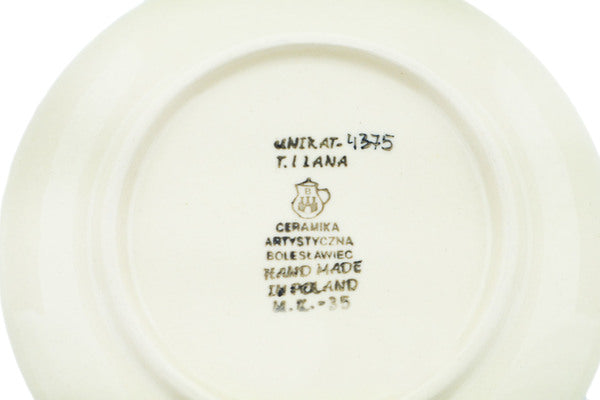 UNIKAT-4375
T. LIANA
B
CERAMIKA
ARTYSTYCZNA
BOLESŁAWIEC
HAND MADE
IN POLAND
M.Z.-35